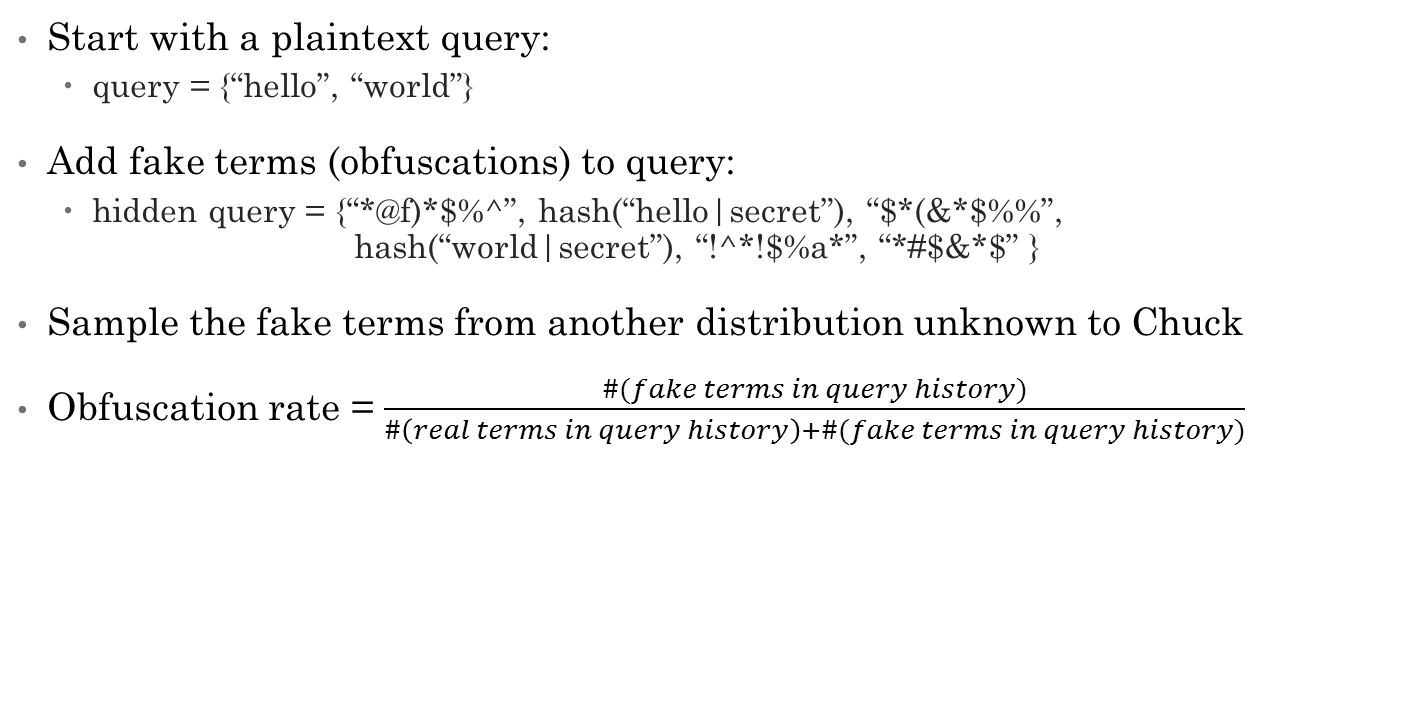 • Start with a plaintext query:
• query = {“hello”, “world”}
• Add fake terms (obfuscations) to query:
• hidden query = {“*@f)*$%^”, hash(“hello|secret”), “$*(&*$%%”,
hash(“world|secret”), “!^*!$%a*”, “*#$&*$” }
• Sample the fake terms from another distribution unknown to Chuck
• Obfuscation rate = #(fake terms in query history)
#(real terms in query history)+#(fake terms in query history)